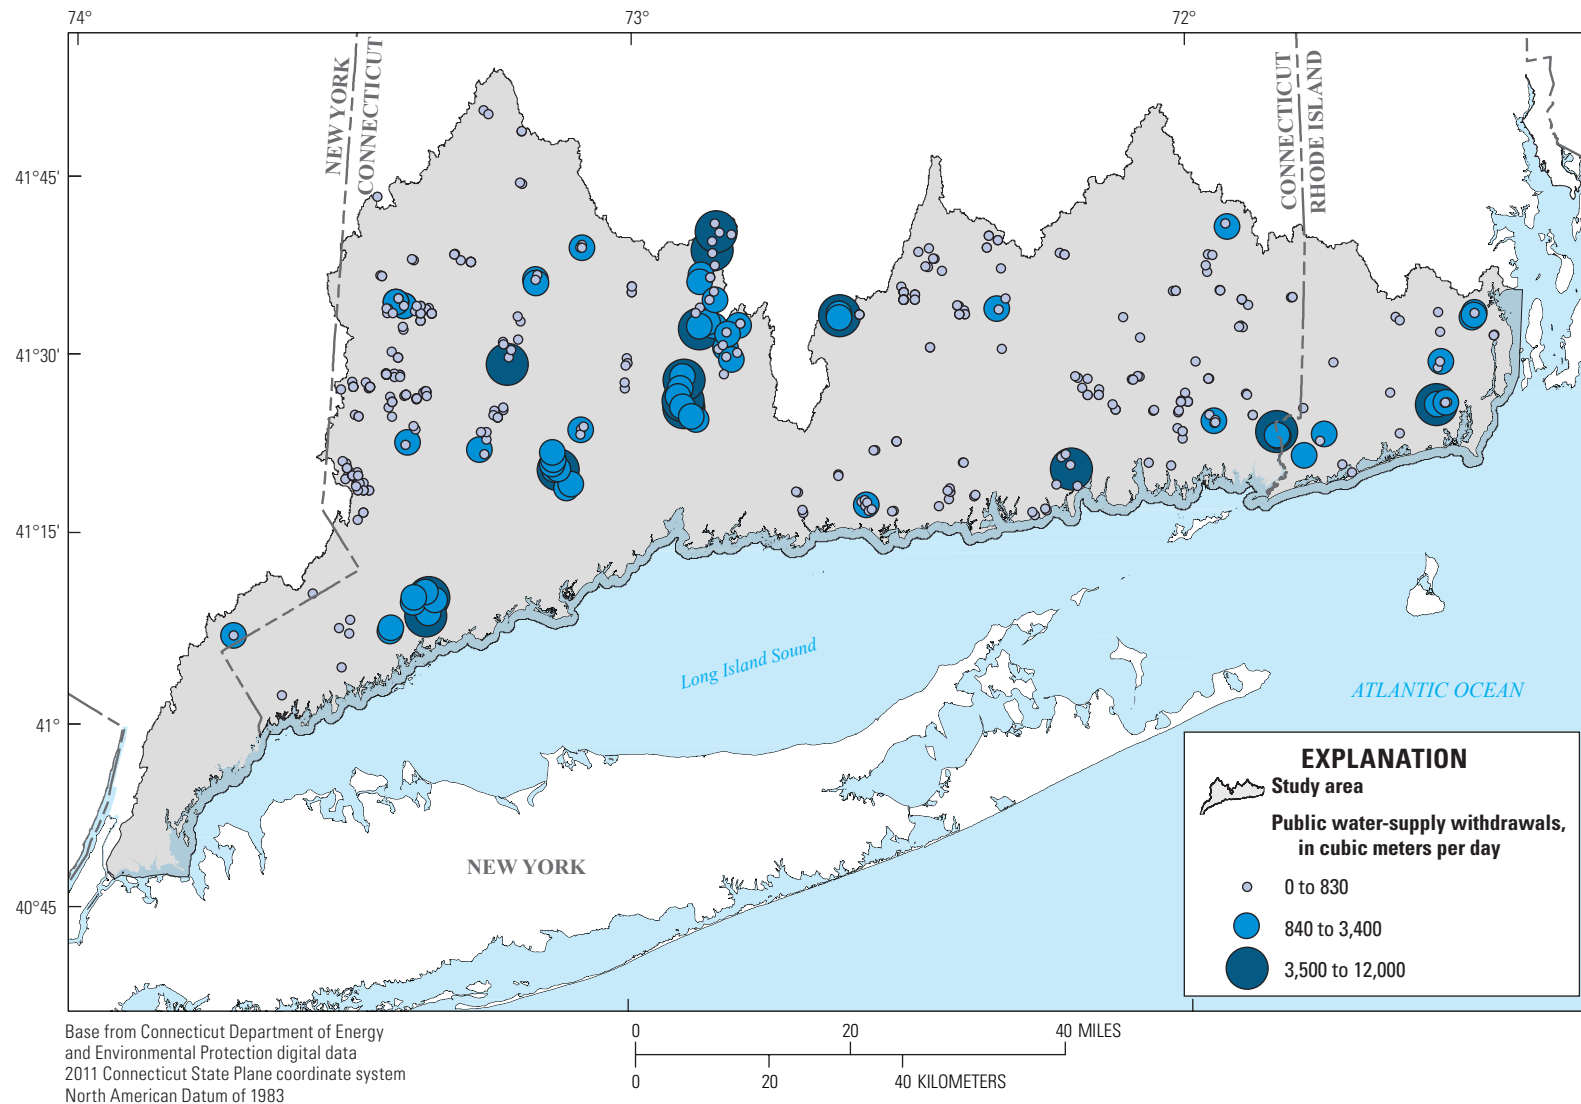 74°
73°
72°
NEW YORK
CONNECTICUT
CONNECTICUT
RHODE ISLAND
41°45'
41°30'
41°15'
41°
40°45'
Long Island Sound
ATLANTIC OCEAN
NEW YORK
EXPLANATION
Study area
Public water-supply withdrawals,
in cubic meters per day
0 to 830
840 to 3,400
3,500 to 12,000
Base from Connecticut Department of Energy
and Environmental Protection digital data
2011 Connecticut State Plane coordinate system
North American Datum of 1983
0 20 40 MILES
0 20 40 KILOMETERS